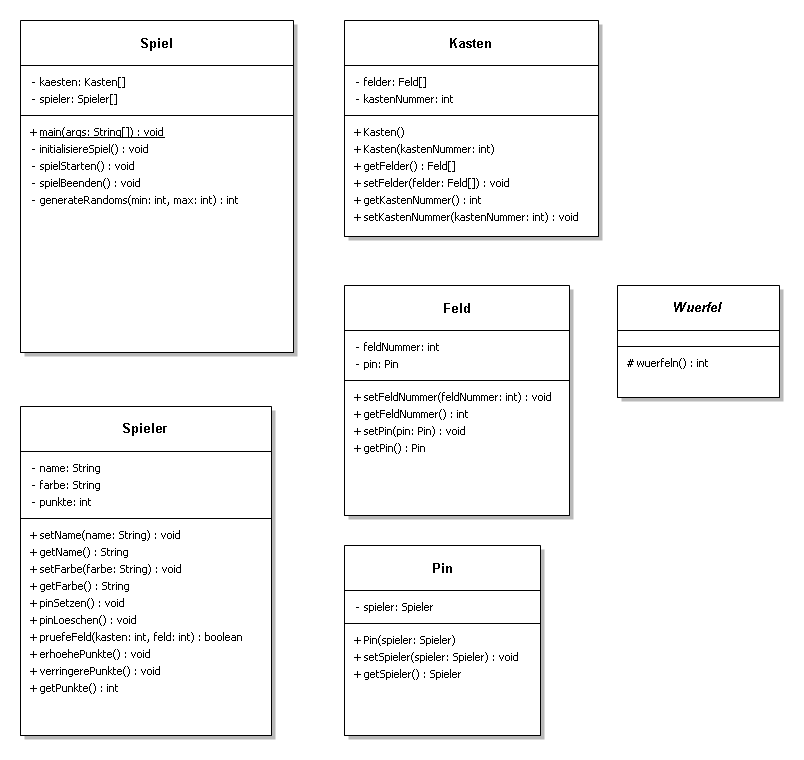 Spiel
- kaesten: Kasten[]
- spieler: Spieler[]
+ main(args: String[]) : void
- initialisiereSpiel() : void
- spielStarten() : void
- spielBeenden() : void
- generateRandoms(min: int, max: int) : int
Kasten
- felder: Feld[]
- kastenNummer: int
+ Kasten()
+ Kasten(kastenNummer: int)
+ getFelder() : Feld[]
+ setFelder(felder: Feld[]) : void
+ getKastenNummer() : int
+ setKastenNummer(kastenNummer: int) : void
Feld
- feldNummer: int
- pin: Pin
+ setFeldNummer(feldNummer: int) : void
+ getFeldNummer() : int
+ setPin(pin: Pin) : void
+ getPin() : Pin
Wuerfel
# wuerfeln() : int
Spieler
- name: String
- farbe: String
- punkte: int
+ setName(name: String) : void
+ getName() : String
+ setFarbe(farbe: String) : void
+ getFarbe() : String
+ pinSetzen() : void
+ pinLoeschen() : void
+ pruefeFeld(kasten: int, feld: int) : boolean
+ erhoehePunkte() : void
+ verringerePunkte() : void
+ getPunkte() : int
Pin
- spieler: Spieler
+ Pin(spieler: Spieler)
+ setSpieler(spieler: Spieler) : void
+ getSpieler() : Spieler